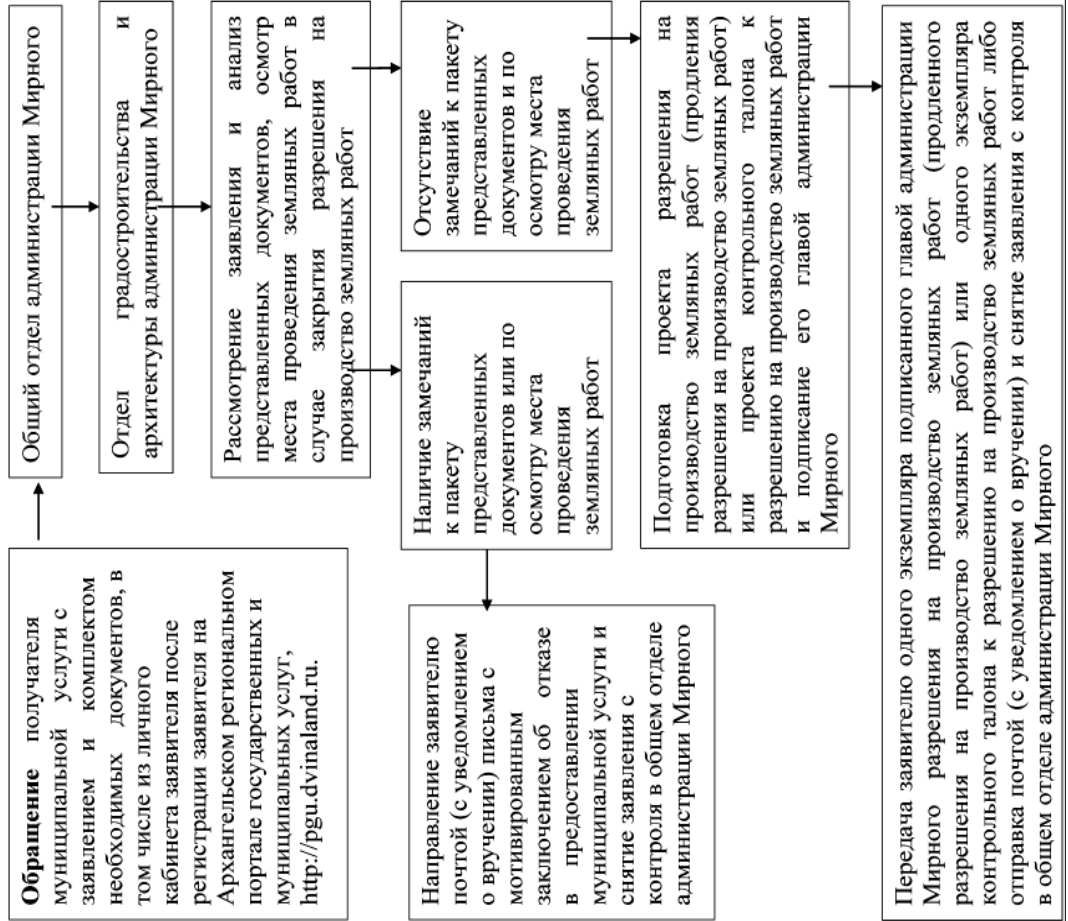 Обращение получателя
муниципальной услуги с
заявлением и комплектом
необходимых документов, в
том числе из личного
кабинета заявителя после
регистрации заявителя на
Архангельском региональном
портале государственных и
муниципальных услуг,
http://pgu.dvinaland.ru.
Общий отдел администрации Мирного
Отдел градостроительства и
архитектуры администрации Мирного
Рассмотрение заявления и анализ
представленных документов, осмотр
места проведения земляных работ в
случае закрытия разрешения на
производство земляных работ
Наличие замечаний
к пакету
представленных
документов или по
осмотру места
проведения
земляных работ
Отсутствие
замечаний к пакету
представленных
документов и по
осмотру места
проведения
земляных работ
Направление заявителю
почтой (с уведомлением
о вручении) письма с
мотивированным
заключением об отказе
в предоставлении
муниципальной услуги и
снятие заявления с
контроля в общем отделе
администрации Мирного
Подготовка проекта разрешения на
производство земляных работ (продления
разрешения на производство земляных работ)
или проекта контрольного талона к
разрешению на производство земляных работ
и подписание его главой администрации
Мирного
Передача заявителю одного экземпляра подписанного главой администрации
Мирного разрешения на производство земляных работ (продленного
разрешения на производство земляных работ) или одного экземпляра
контрольного талона к разрешению на производство земляных работ либо
отправка почтой (с уведомлением о вручении) и снятие заявления с контроля
в общем отделе администрации Мирного